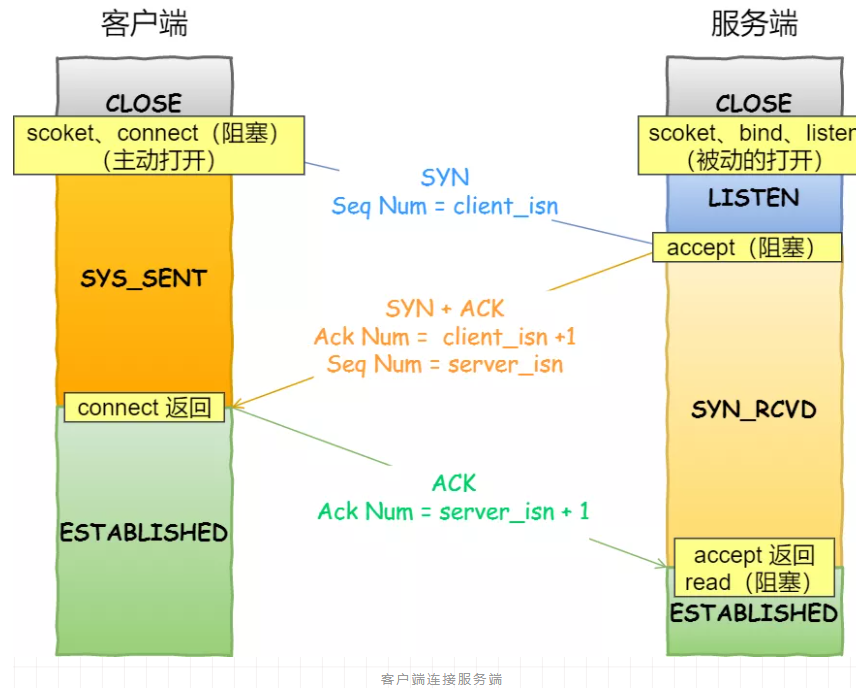 客户端
服务端
CLOSE
CLOSE
scoket、connect（阻塞）
（主动打开）
scoket、bind、listen
（被动的打开）
SYN
Seq Num = client_isn
LISTEN
accept（阻塞）
SYS_SENT
SYN + ACK
Ack Num = client_isn +1
Seq Num = server_isn
connect 返回
SYN_RCVD
ACK
Ack Num = server_isn + 1
ESTABLISHED
accept 返回
read（阻塞）
ESTABLISHED
客户端连接服务端